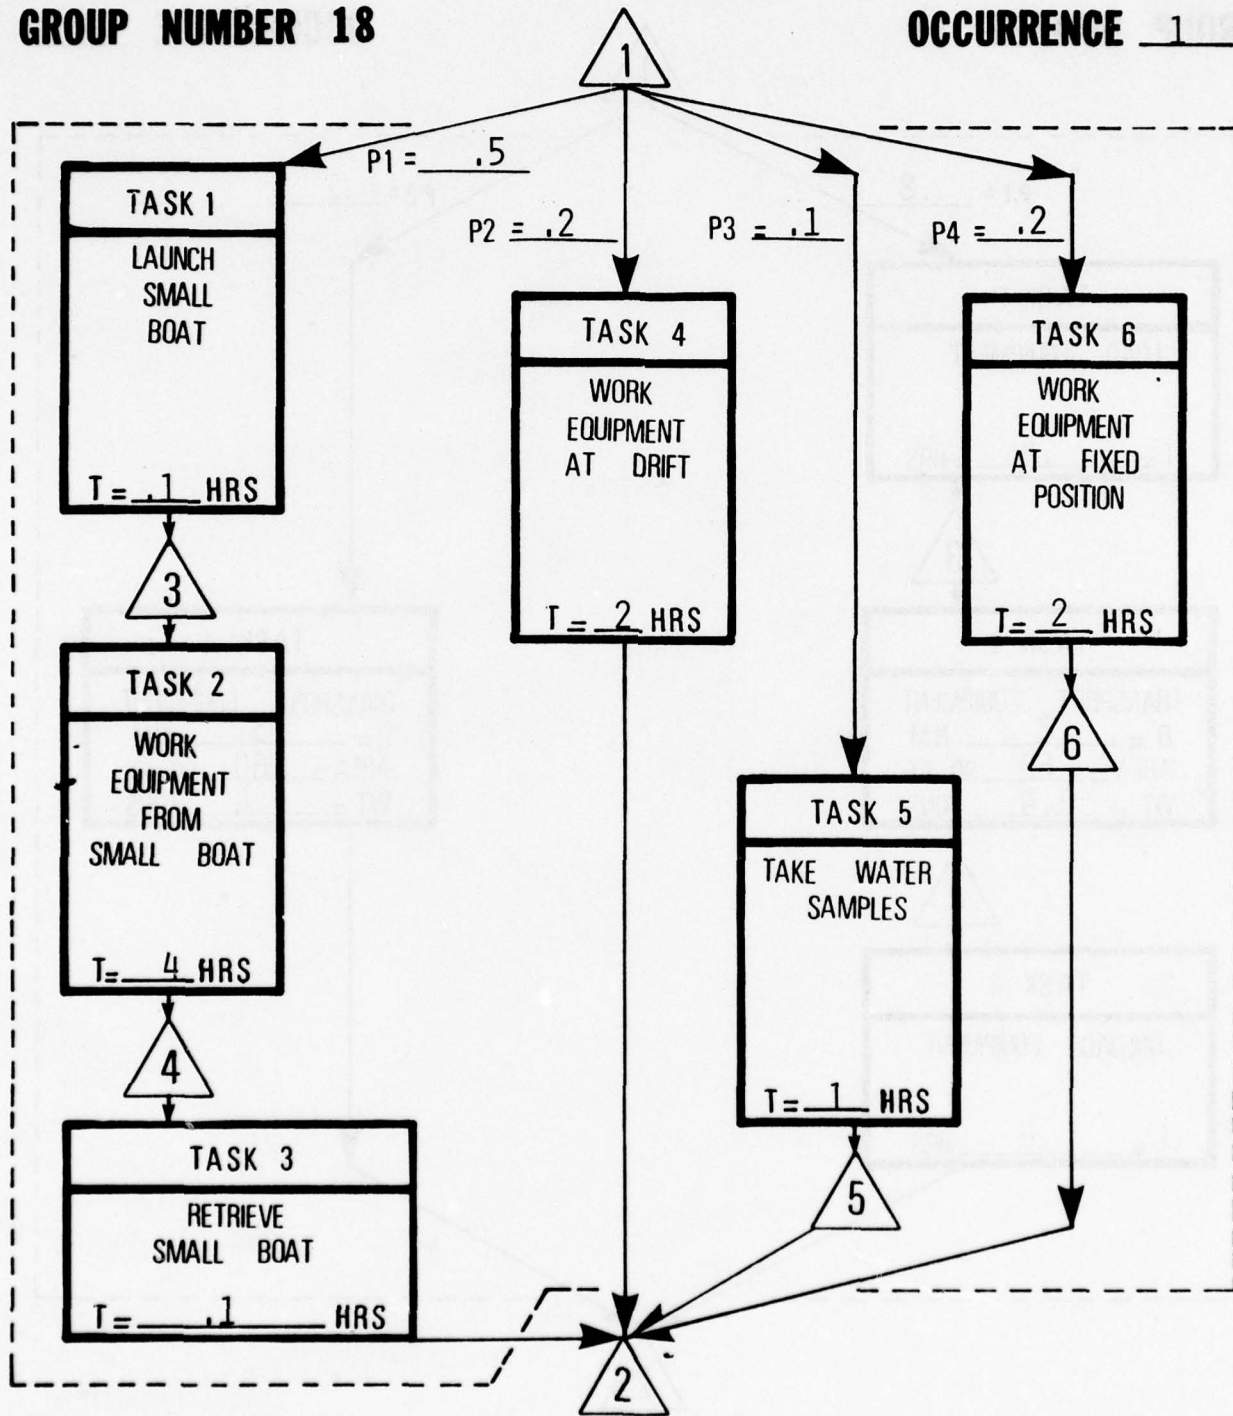 GROUP NUMBER 18
OCCURRENCE 1
1
P1 = .5
P2 = .2
P3 = .1
P4 = .2
TASK 1
LAUNCH
SMALL
BOAT
T = .1 HRS
3
TASK 2
WORK
EQUIPMENT
FROM
SMALL BOAT
T= 4 HRS
4
TASK 3
RETRIEVE
SMALL BOAT
T= .1 HRS
TASK 4
WORK
EQUIPMENT
AT DRIFT
T = 2 HRS
TASK 5
TAKE WATER
SAMPLES
T= 1 HRS
5
TASK 6
WORK
EQUIPMENT
AT FIXED
POSITION
T= 2 HRS
6
2